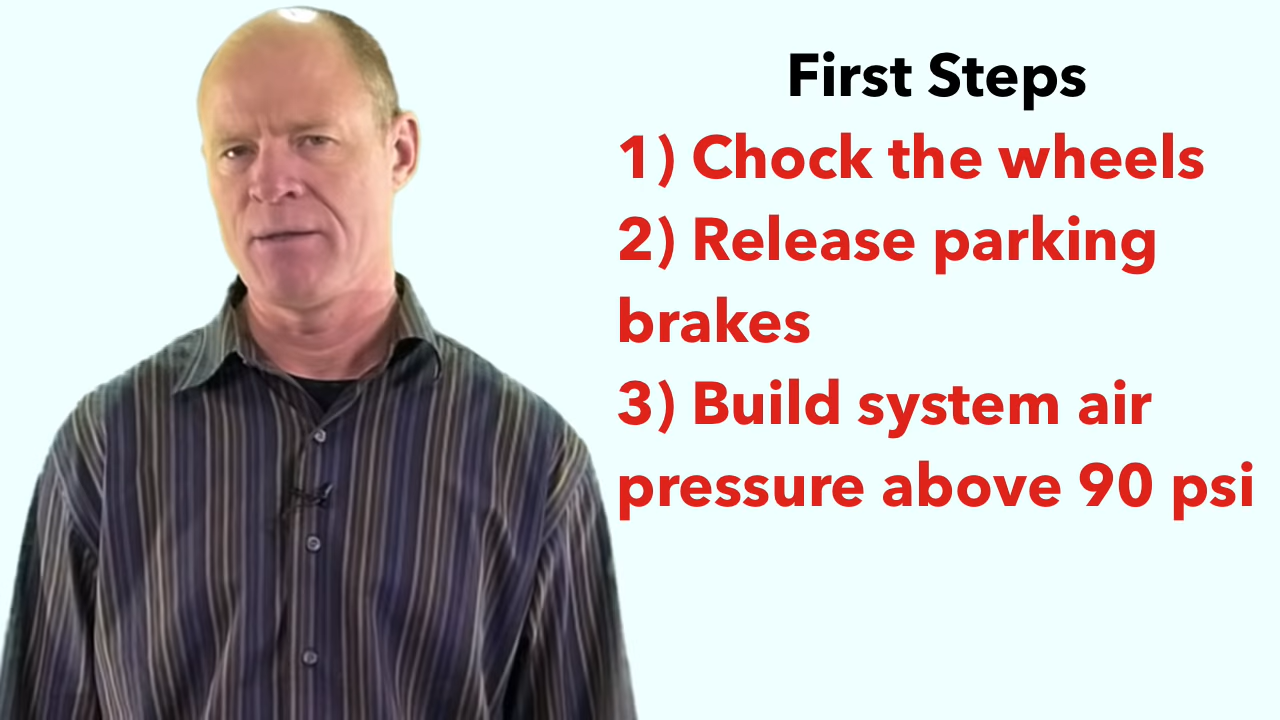 First Steps
1) Chock the wheels
2) Release parking
brakes
3) Build system air
pressure above 90 psi